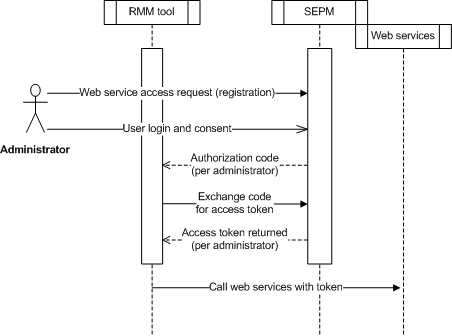 RMM tool
SEPM
Web services
Web service access request (registration)
User login and consent
Administrator
Authorization code
(per administrator)
Exchange code
for access token
Access token returned
(per administrator)
Call web services with token